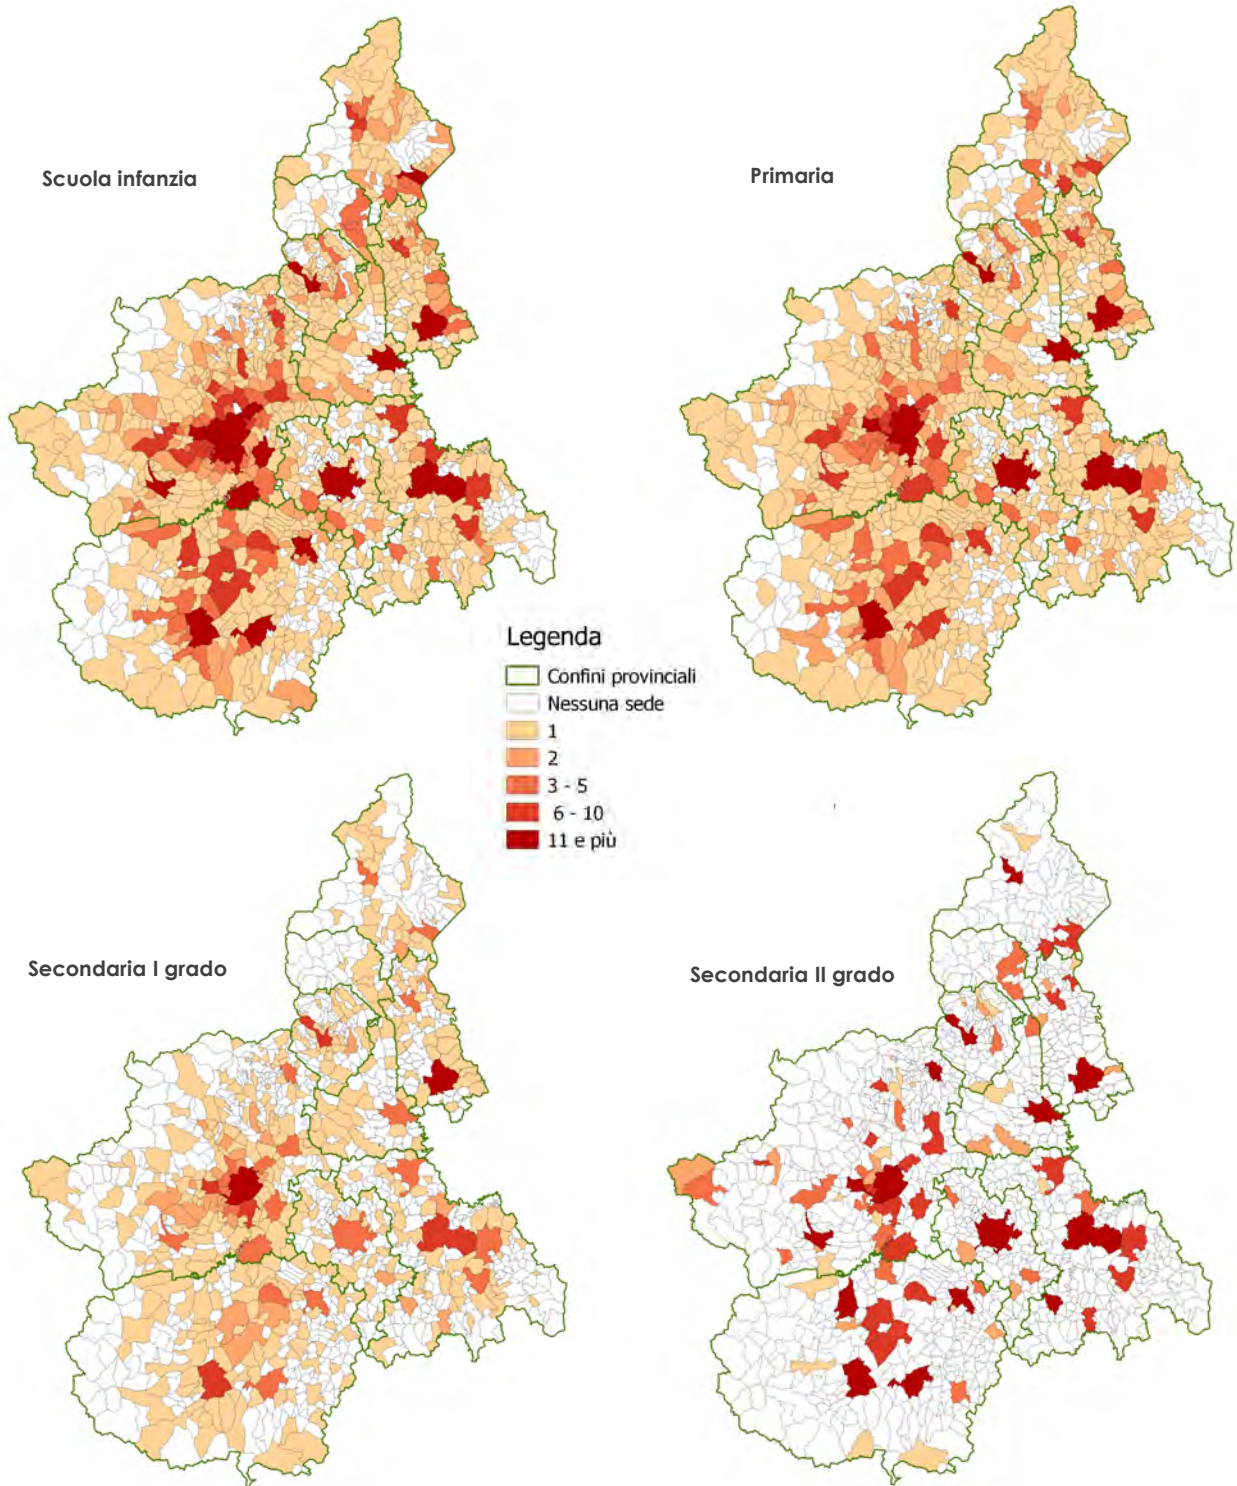 Scuola infanzia
Primaria
Legenda
Confini provinciali
Nessuna sede
1
2
3 - 5
6 - 10
11 e più
Secondaria I grado
Secondaria II grado